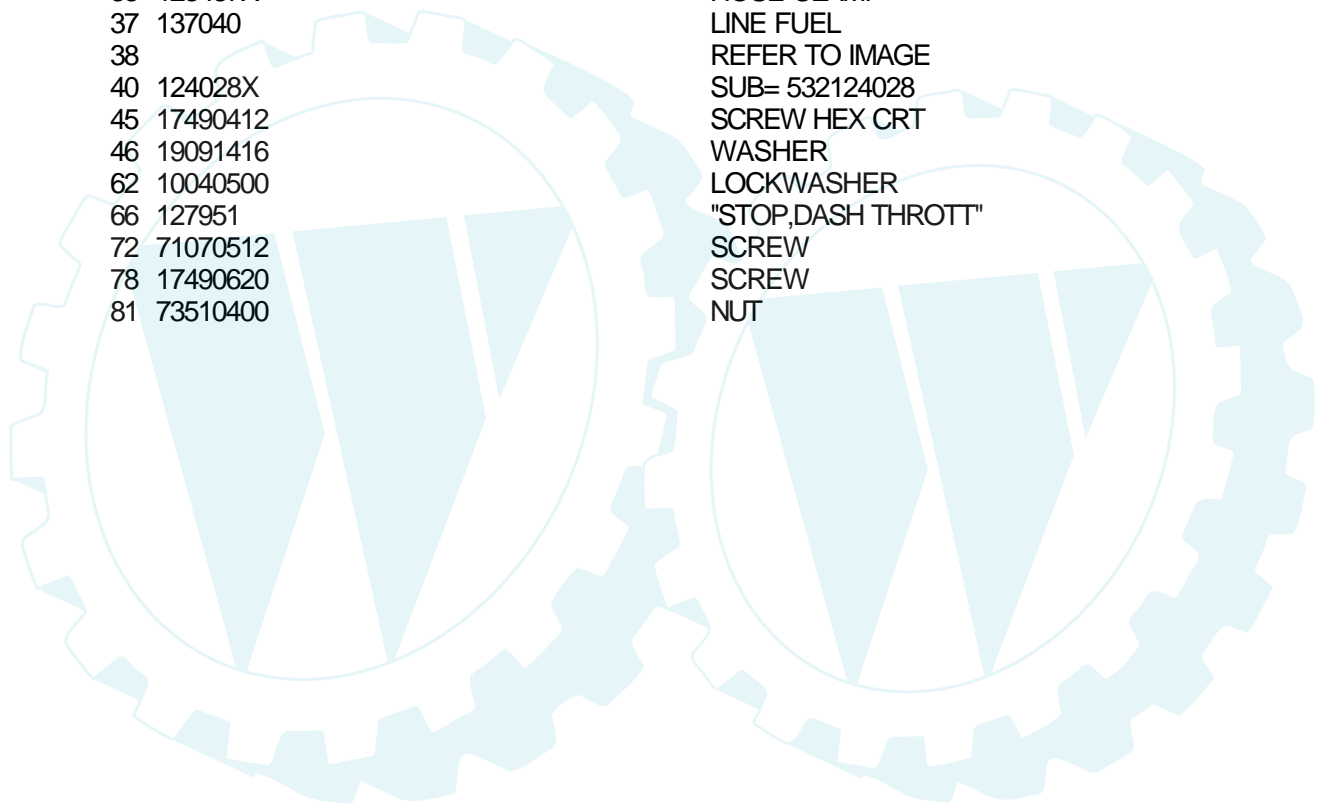 37 137040 LINE FUEL
38 REFER TO IMAGE
40 124028X SUB= 532124028
45 17490412 SCREW HEX CRT
46 19091416 WASHER
62 10040500 LOCKWASHER
66 127951 "STOP,DASH THROTT"
72 71070512 SCREW
78 17490620 SCREW
81 73510400 NUT